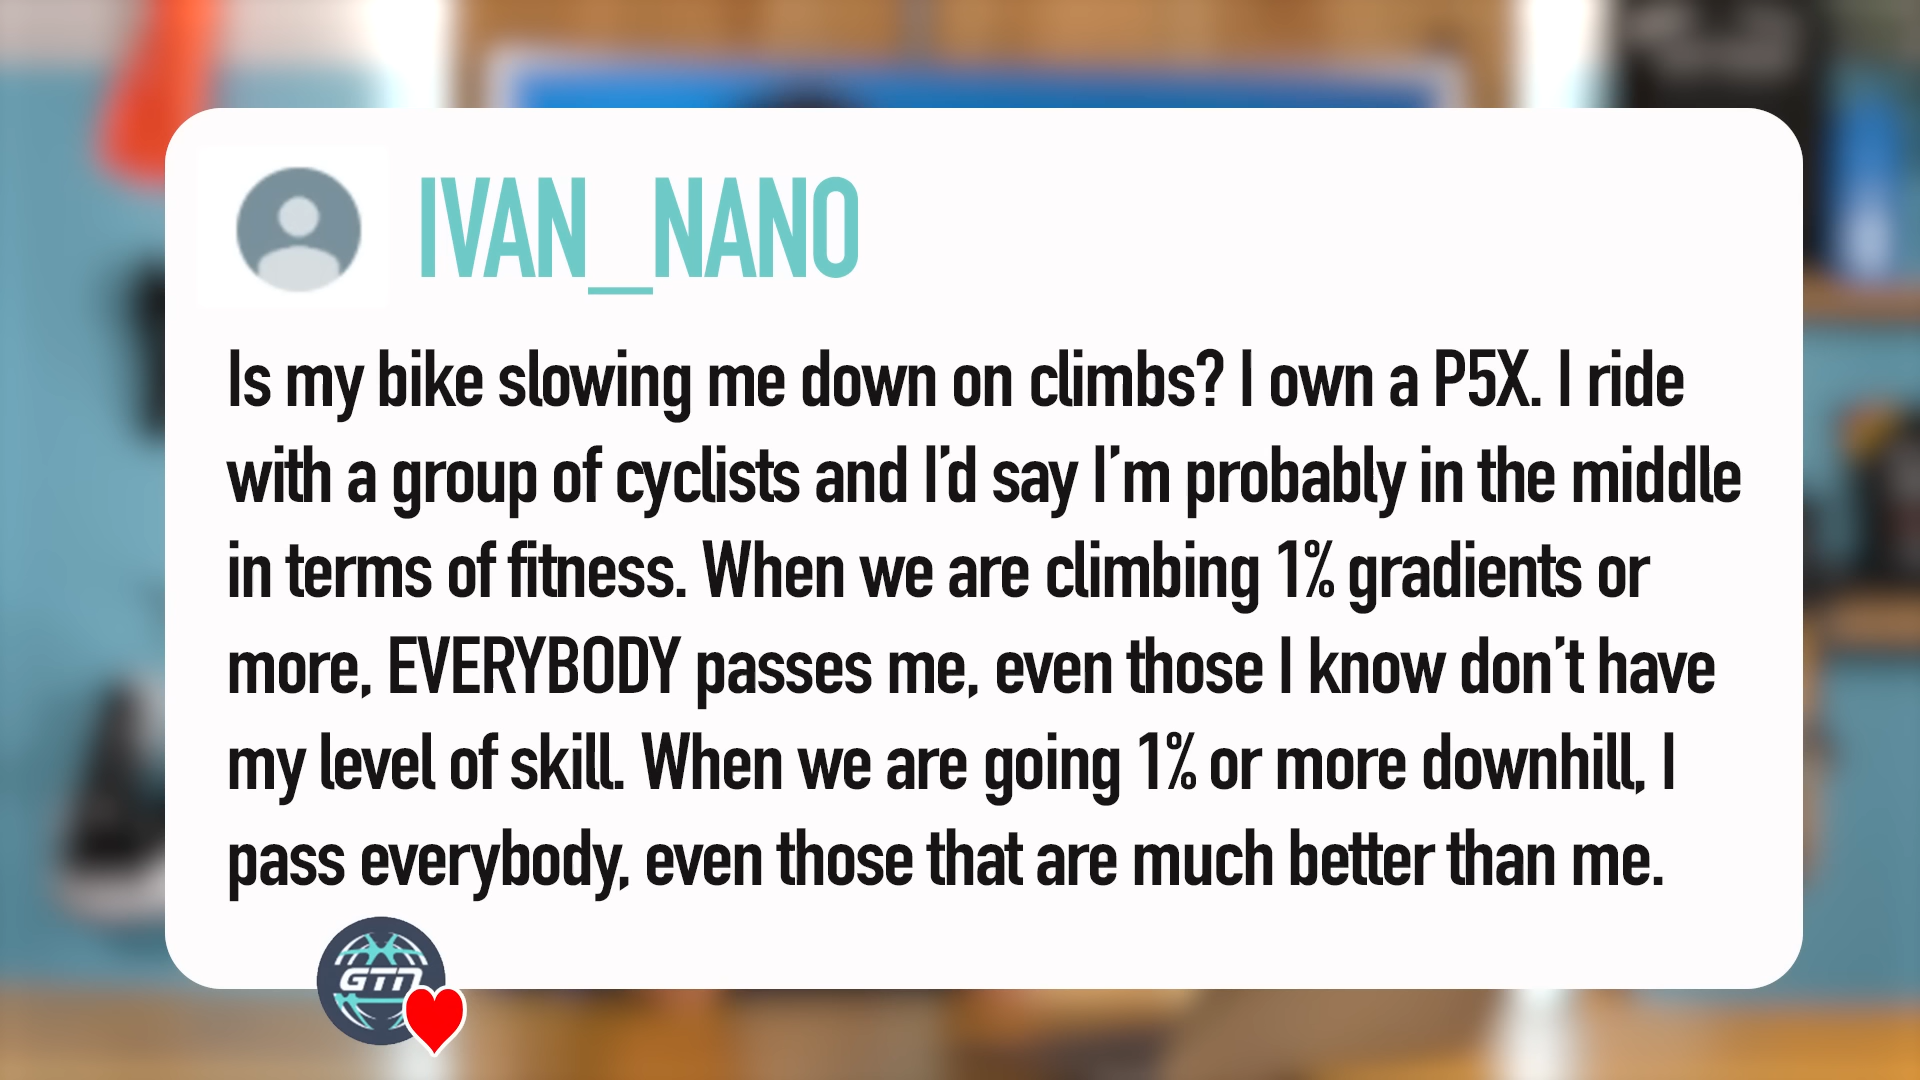 IVAN_NANO
Is my bike slowing me down on climbs? I own a P5X. I ride
with a group of cyclists and I'd say I'm probably in the middle
in terms of fitness. When we are climbing 1% gradients or
more, EVERYBODY passes me, even those I know don't have
my level of skill. When we are going 1% or more downhill, I
pass everybody, even those that are much better than me.
GTN